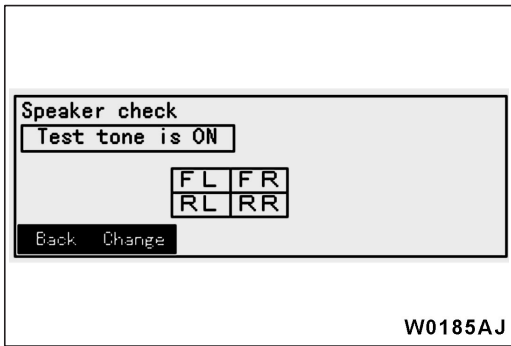 Speaker check
Test tone is ON
FL FR
RL RR
Back Change
W0185AJ